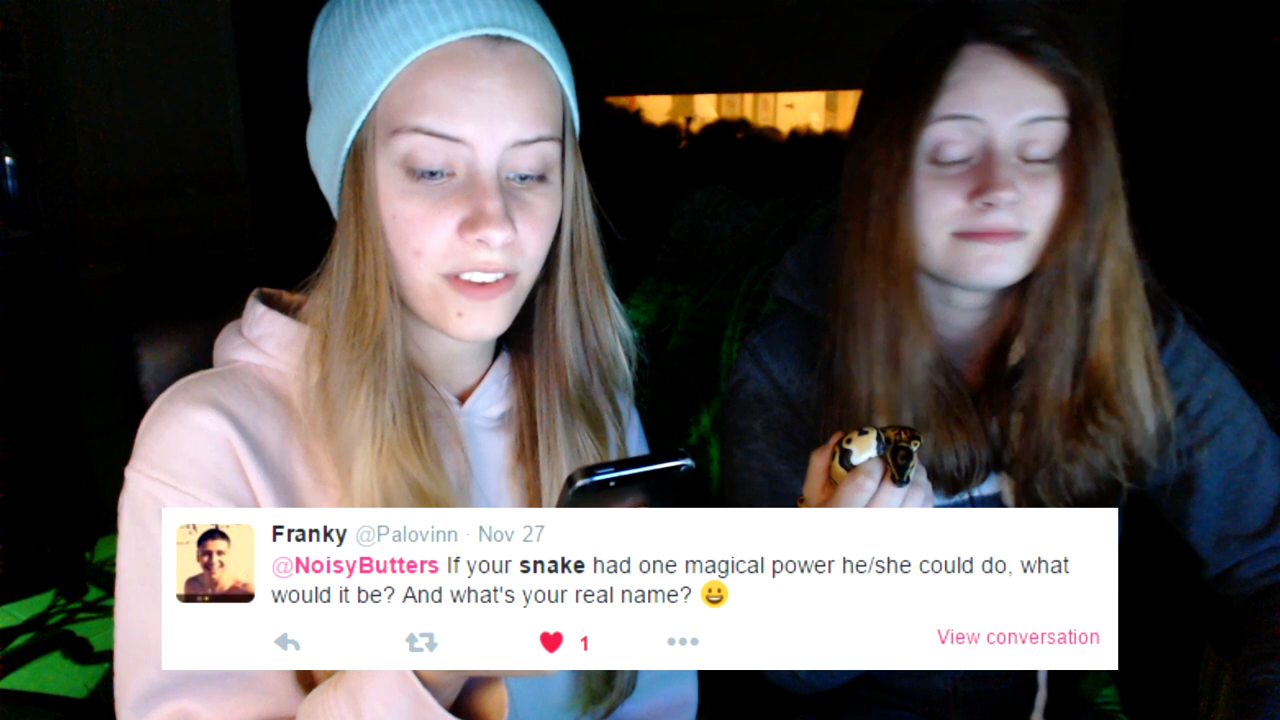 Franky @Palovinn · Nov 27
@NoisyButters If your snake had one magical power he/she could do, what
would it be? And what's your real name? 😀
1
View conversation